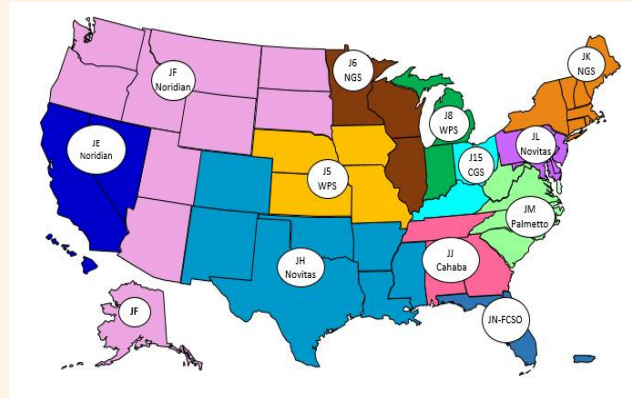 J6
NGS
JK
NGS
JF
Noridian
J8
WPS
JE
Noridian
JL
Novitas
J15
CGS
J5
WPS
JM
Palmetto
JJ
Cahaba
JH
Novitas
JF
JN-FCSO